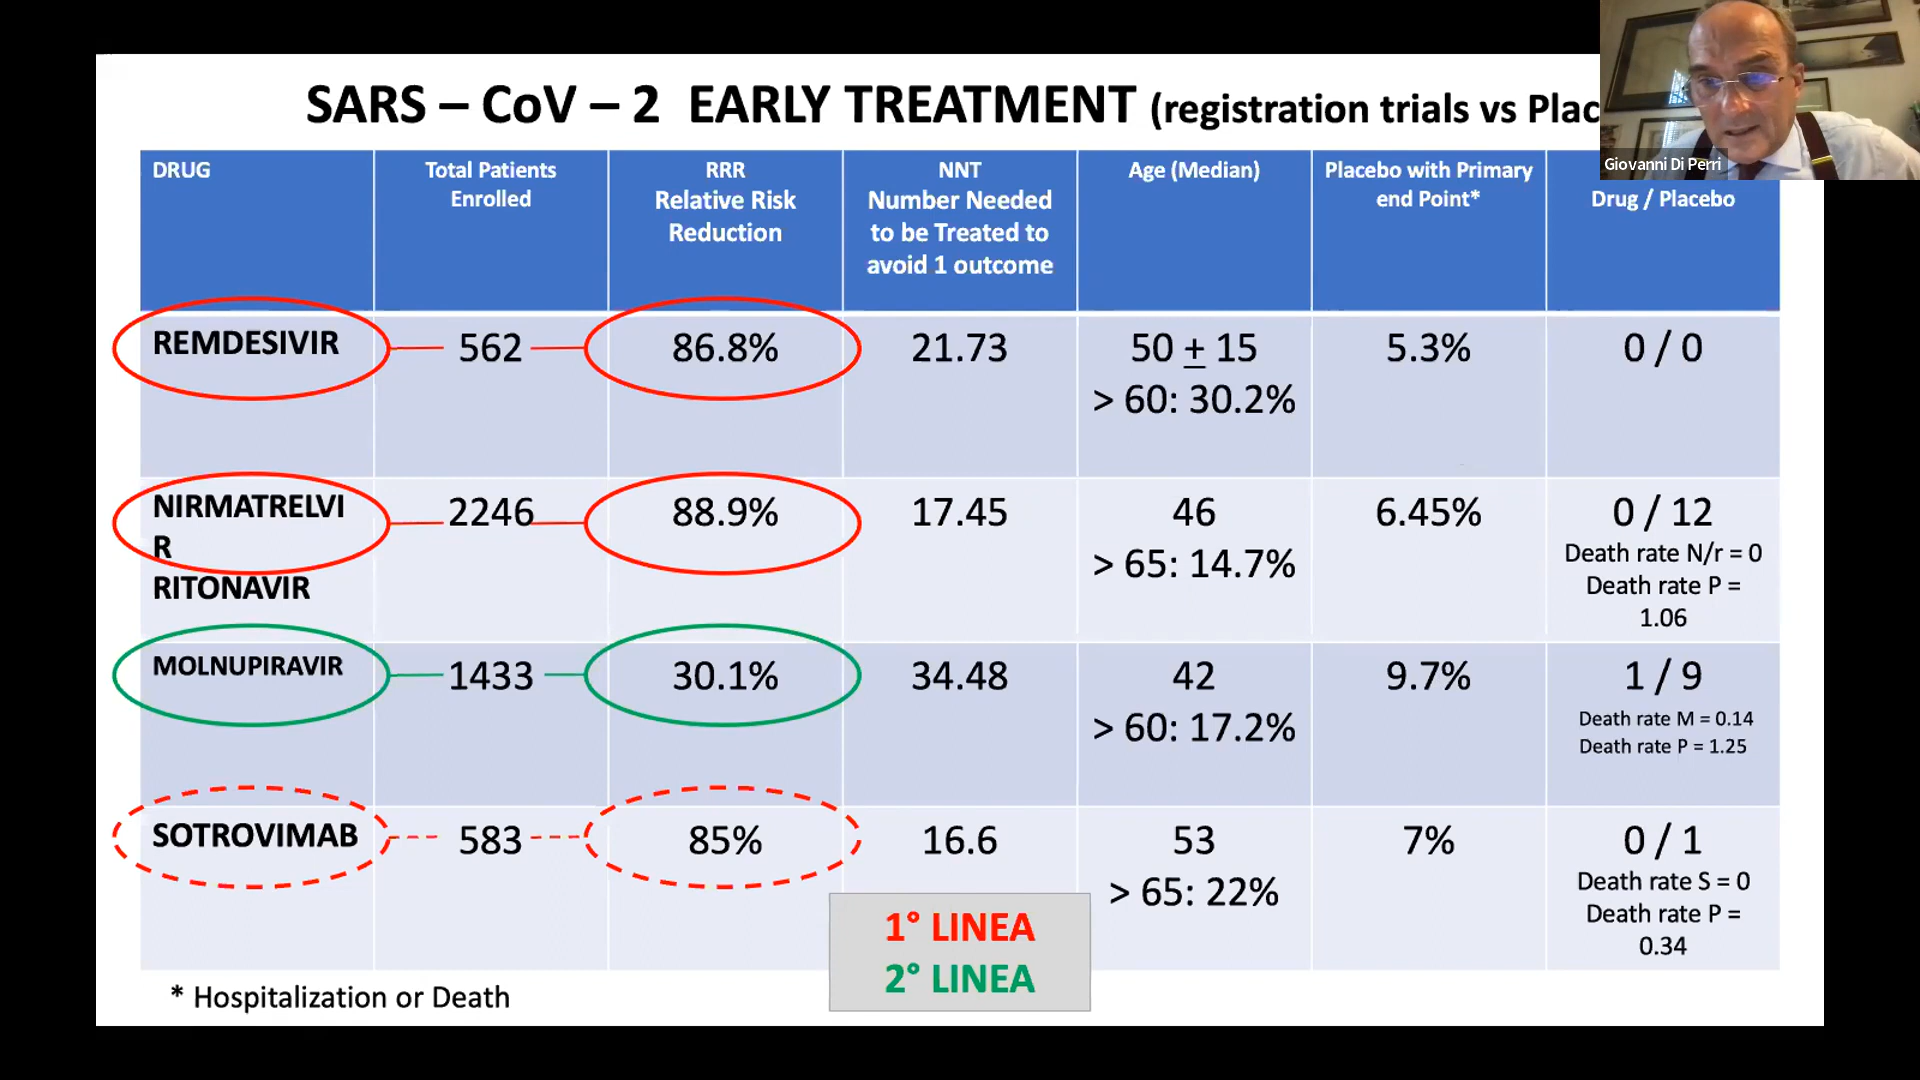 SARS – CoV – 2 EARLY TREATMENT (registration trials vs Plac
Giovanni Di Perri
DRUG
Total Patients
Enrolled
RRR
Relative Risk
Reduction
NNT
Number Needed
to be Treated to
avoid 1 outcome
Age (Median)
Placebo with Primary
end Point*
Drug / Placebo
REMDESIVIR
562
86.8%
21.73
50 ± 15
> 60: 30.2%
5.3%
0 / 0
NIRMATRELVI
R
RITONAVIR
2246
88.9%
17.45
46
> 65: 14.7%
6.45%
0 / 12
Death rate N/r = 0
Death rate P =
1.06
MOLNUPIRAVIR
1433
30.1%
34.48
42
> 60: 17.2%
9.7%
1 / 9
Death rate M = 0.14
Death rate P = 1.25
SOTROVIMAB
583
85%
16.6
53
> 65: 22%
7%
0 / 1
Death rate S = 0
Death rate P =
0.34
1° LINEA
2° LINEA
* Hospitalization or Death